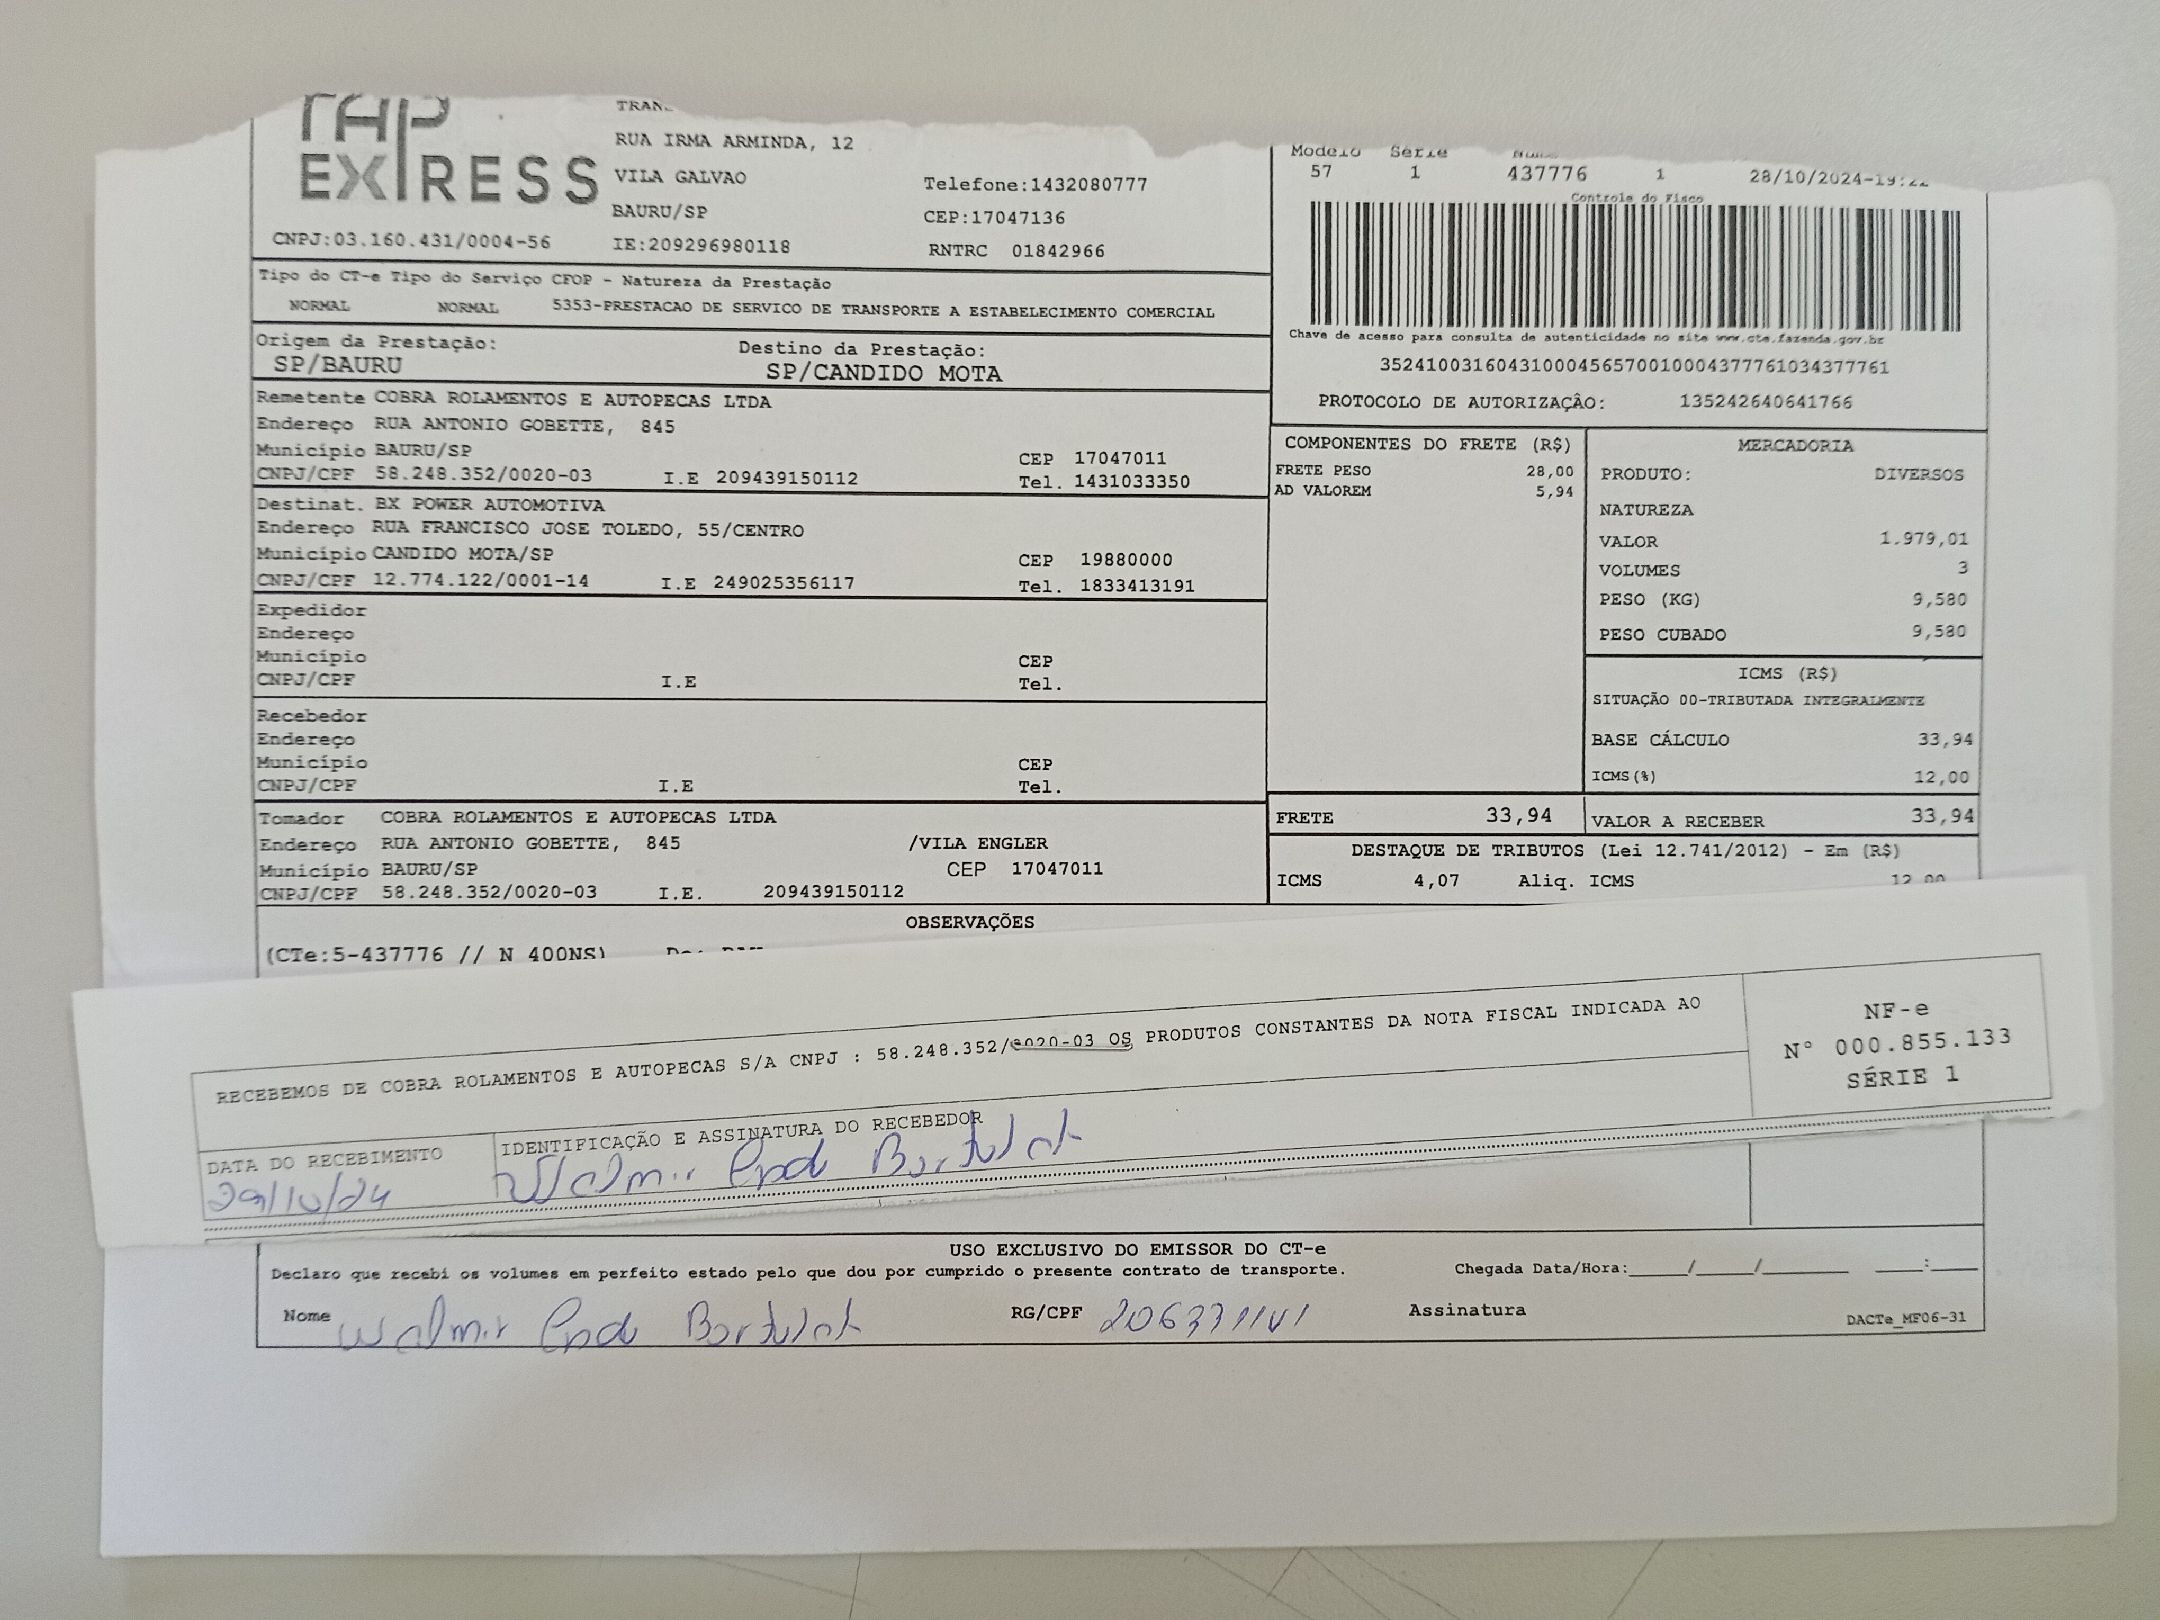 TAP
EXPRESS
RUA IRMA ARMINDA, 12
VILA GALVAO
Telefone:1432080777
BAURU/SP
CEP:17047136
CNPJ:03.160.431/0004-56
IE:209296980118
RNTRC 01842966
Modelo Serie
57 1 437776 1 28/10/2024-19:22
Controle do Fisco
Chave de acesso para consulta de autenticidade no site www.cte.fazenda.gov.br
35241003160431000456570010004377761034377761
PROTOCOLO DE AUTORIZAÇÂO: 135242640641766
Tipo do CT-e Tipo do Serviço CFOP - Natureza da Prestação
NORMAL NORMAL 5353-PRESTACAO DE SERVICO DE TRANSPORTE A ESTABELECIMENTO COMERCIAL
Origem da Prestação: Destino da Prestação:
SP/BAURU SP/CANDIDO MOTA
Remetente COBRA ROLAMENTOS E AUTOPECAS LTDA
Endereço RUA ANTONIO GOBETTE, 845
Município BAURU/SP CEP 17047011
CNPJ/CPF 58.248.352/0020-03 I.E 209439150112 Tel. 1431033350
Destinat. BX POWER AUTOMOTIVA
Endereço RUA FRANCISCO JOSE TOLEDO, 55/CENTRO
Município CANDIDO MOTA/SP CEP 19880000
CNPJ/CPF 12.774.122/0001-14 I.E 249025356117 Tel. 1833413191
Expedidor
Endereço
Município CEP
CNPJ/CPF I.E Tel.
Recebedor
Endereço
Município CEP
CNPJ/CPF I.E Tel.
Tomador COBRA ROLAMENTOS E AUTOPECAS LTDA
Endereço RUA ANTONIO GOBETTE, 845 /VILA ENGLER
Município BAURU/SP CEP 17047011
CNPJ/CPF 58.248.352/0020-03 I.E. 209439150112
COMPONENTES DO FRETE (R$)
FRETE PESO 28,00
AD VALOREM 5,94
MERCADORIA
PRODUTO: DIVERSOS
NATUREZA
VALOR 1.979,01
VOLUMES 3
PESO (KG) 9,580
PESO CUBADO 9,580
ICMS (R$)
SITUAÇÃO 00-TRIBUTADA INTEGRALMENTE
BASE CÁLCULO 33,94
ICMS(%) 12,00
FRETE 33,94 VALOR A RECEBER 33,94
DESTAQUE DE TRIBUTOS (Lei 12.741/2012) - Em (R$)
ICMS 4,07 Aliq. ICMS 12,00
OBSERVAÇÕES
(CTe:5-437776 // N 400NS)
RECEBEMOS DE COBRA ROLAMENTOS E AUTOPECAS S/A CNPJ : 58.248.352/0020-03 OS PRODUTOS CONSTANTES DA NOTA FISCAL INDICADA AO
NF-e
N° 000.855.133
SÉRIE 1
DATA DO RECEBIMENTO IDENTIFICAÇÃO E ASSINATURA DO RECEBEDOR
29/10/24 Walmir
USO EXCLUSIVO DO EMISSOR DO CT-e
Declaro que recebi os volumes em perfeito estado pelo que dou por cumprido o presente contrato de transporte. Chegada Data/Hora:____/____/______ ___:___
Nome Walmir RG/CPF Assinatura
DACTe_MF06-31